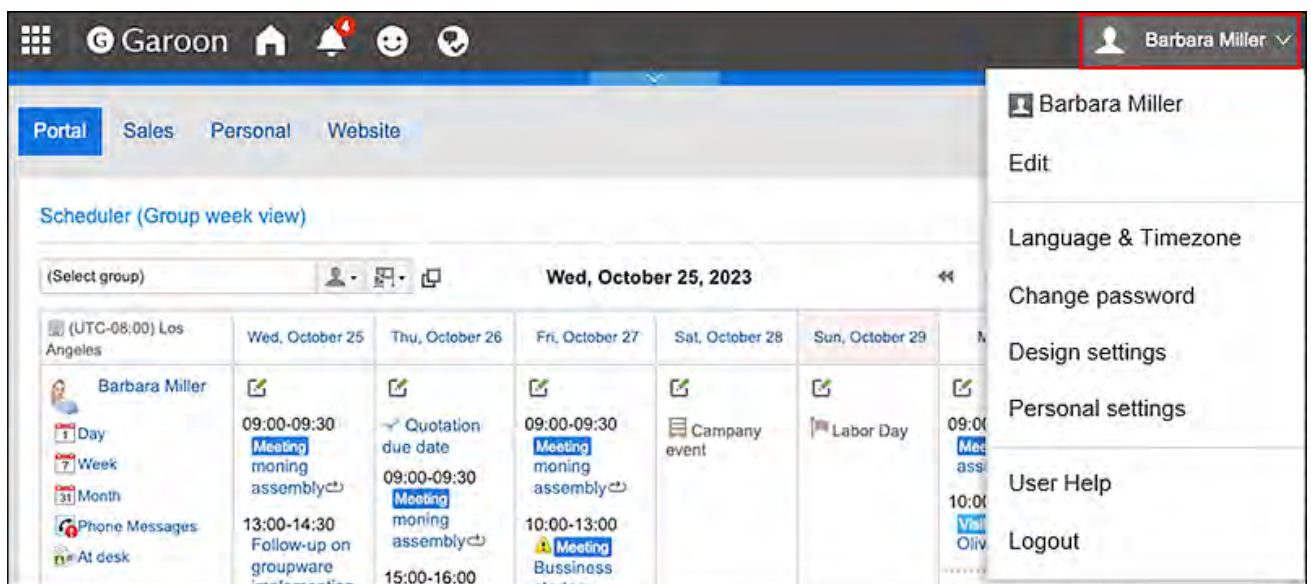 Garoon
4
Barbara Miller
Barbara Miller
Edit
Language & Timezone
Change password
Design settings
Personal settings
User Help
Logout
Portal Sales Personal Website
Scheduler (Group week view)
(Select group) Wed, October 25, 2023
(UTC-08:00) Los
Angeles
Wed, October 25 Thu, October 26 Fri, October 27 Sat, October 28 Sun, October 29
Barbara Miller
1 Day
7 Week
31 Month
Phone Messages
At desk
09:00-09:30
Meeting
moning
assembly
13:00-14:30
Follow-up on
groupware
Quotation
due date
09:00-09:30
Meeting
moning
assembly
15:00-16:00
09:00-09:30
Meeting
moning
assembly
10:00-13:00
Meeting
Bussiness
Campany
event
Labor Day